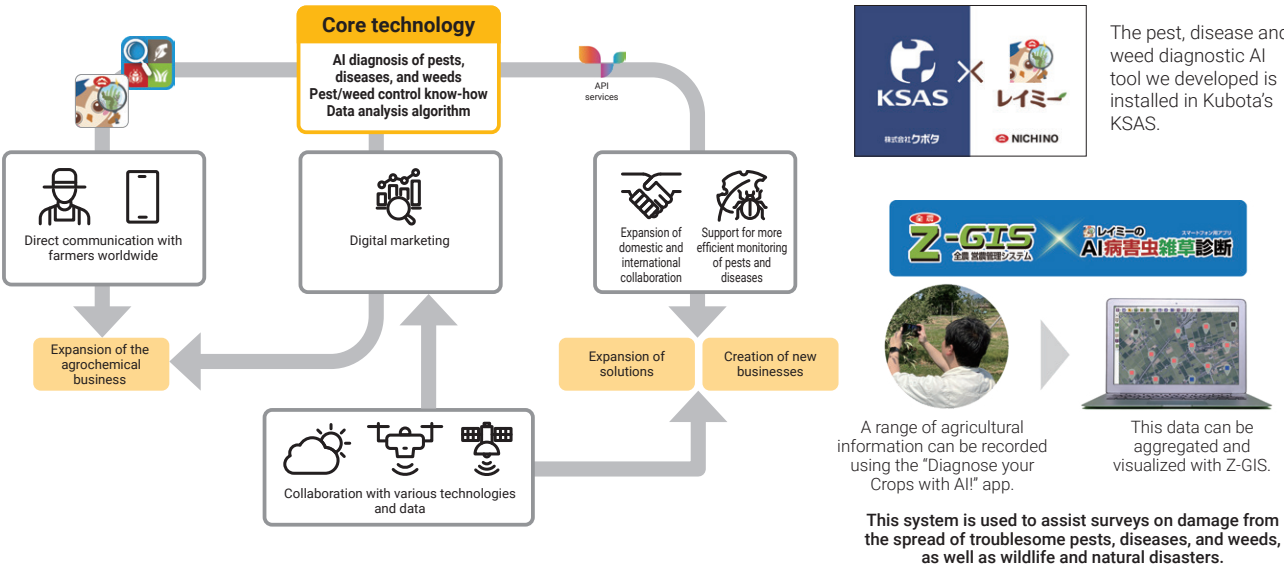 Core technology
AI diagnosis of pests,
diseases, and weeds
Pest/weed control know-how
Data analysis algorithm
API
services
Direct communication with
farmers worldwide
Digital marketing
Expansion of
domestic and
international
collaboration
Support for more
efficient monitoring
of pests and
diseases
Expansion of the
agrochemical
business
Expansion of
solutions
Creation of new
businesses
Collaboration with various technologies
and data
KSAS
株式会社クボタ
レイミー
NICHINO
The pest, disease and
weed diagnostic AI
tool we developed is
installed in Kubota's
KSAS.
全農
Z-GIS
全農 営農管理システム
レイミーの
スマートフォン用アプリ
AI病害虫雑草診断
A range of agricultural
information can be recorded
using the "Diagnose your
Crops with AI!" app.
This data can be
aggregated and
visualized with Z-GIS.
This system is used to assist surveys on damage from
the spread of troublesome pests, diseases, and weeds,
as well as wildlife and natural disasters.